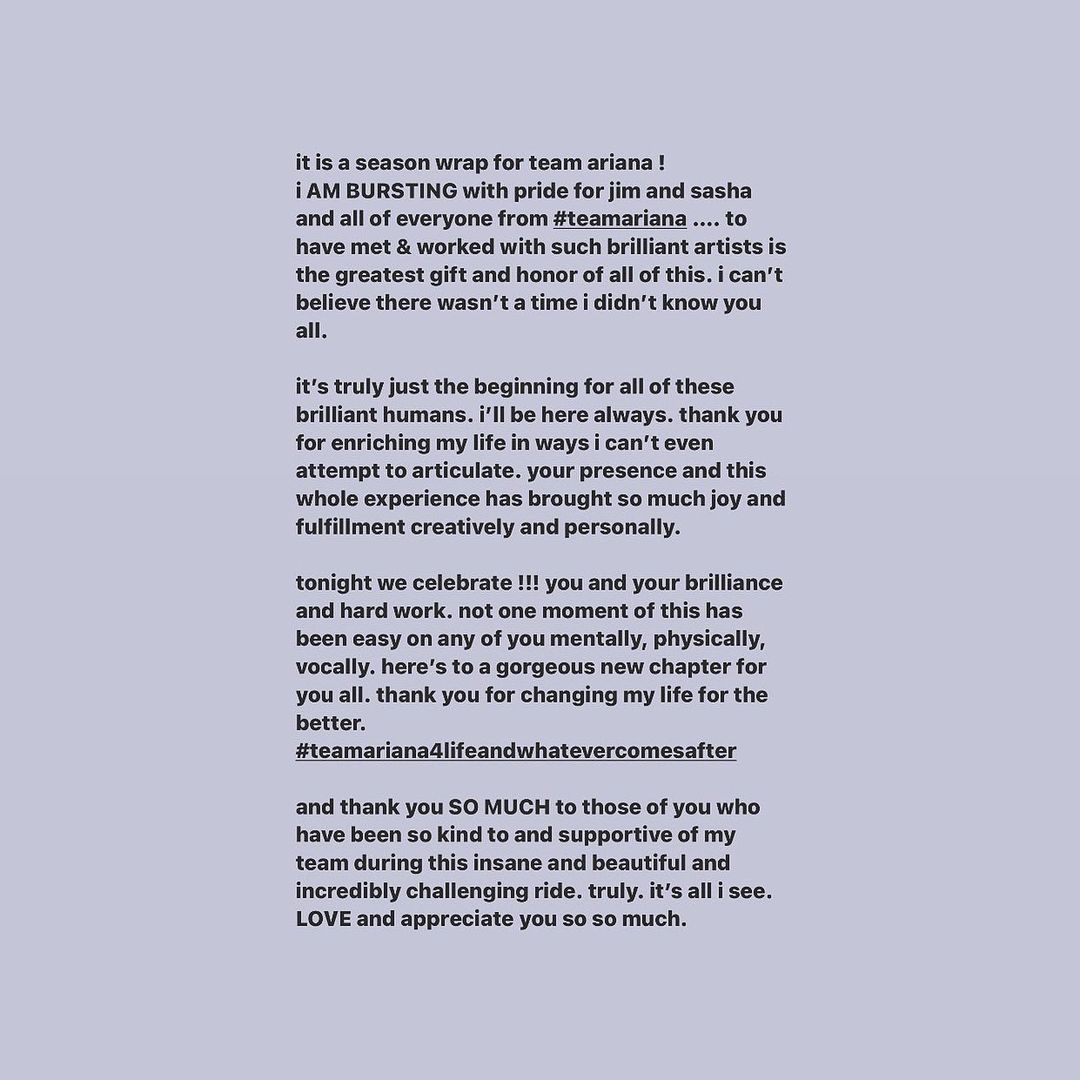 it is a season wrap for team ariana !
i AM BURSTING with pride for jim and sasha
and all of everyone from #teamariana .... to
have met & worked with such brilliant artists is
the greatest gift and honor of all of this. i can’t
believe there wasn’t a time i didn’t know you
all.
it’s truly just the beginning for all of these
brilliant humans. i’ll be here always. thank you
for enriching my life in ways i can’t even
attempt to articulate. your presence and this
whole experience has brought so much joy and
fulfillment creatively and personally.
tonight we celebrate !!! you and your brilliance
and hard work. not one moment of this has
been easy on any of you mentally, physically,
vocally. here’s to a gorgeous new chapter for
you all. thank you for changing my life for the
better.
#teamariana4lifeandwhatevercomesafter
and thank you SO MUCH to those of you who
have been so kind to and supportive of my
team during this insane and beautiful and
incredibly challenging ride. truly. it’s all i see.
LOVE and appreciate you so so much.